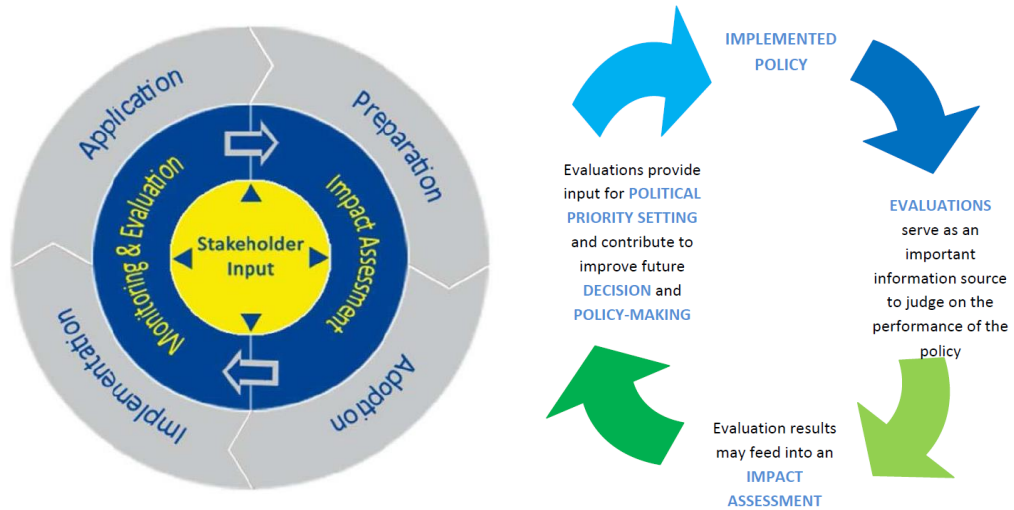 Application
Preparation
Monitoring & Evaluation
Impact Assessment
Stakeholder
Input
Implementation
Adoption
IMPLEMENTED
POLICY
EVALUATIONS
serve as an
important
information source
to judge on the
performance of the
policy
Evaluation results
may feed into an
IMPACT
ASSESSMENT
Evaluations provide
input for POLITICAL
PRIORITY SETTING
and contribute to
improve future
DECISION and
POLICY-MAKING